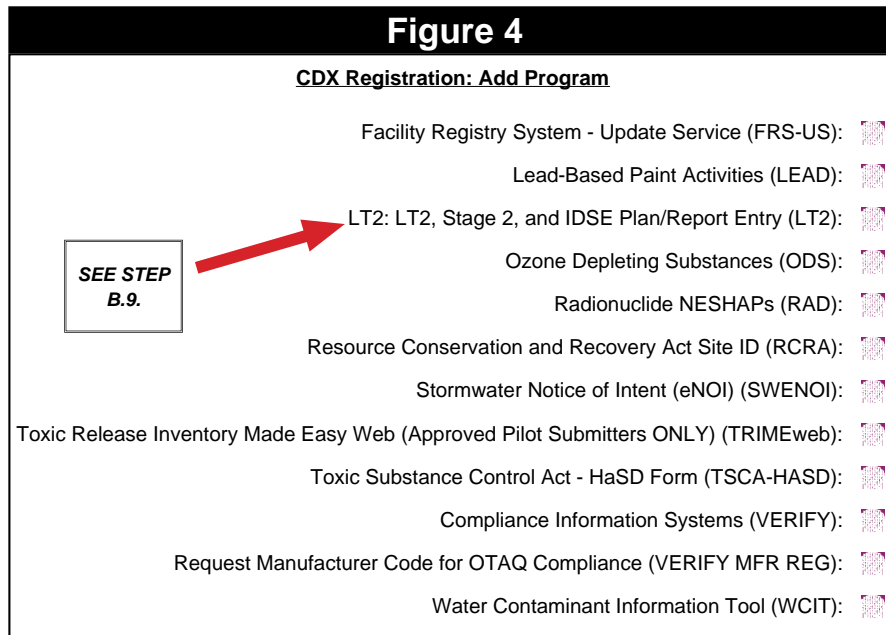 Figure 4
CDX Registration: Add Program
Facility Registry System - Update Service (FRS-US):
Lead-Based Paint Activities (LEAD):
LT2: LT2, Stage 2, and IDSE Plan/Report Entry (LT2):
SEE STEP
B.9.
Ozone Depleting Substances (ODS):
Radionuclide NESHAPs (RAD):
Resource Conservation and Recovery Act Site ID (RCRA):
Stormwater Notice of Intent (eNOI) (SWENOI):
Toxic Release Inventory Made Easy Web (Approved Pilot Submitters ONLY) (TRIMEweb):
Toxic Substance Control Act - HaSD Form (TSCA-HASD):
Compliance Information Systems (VERIFY):
Request Manufacturer Code for OTAQ Compliance (VERIFY MFR REG):
Water Contaminant Information Tool (WCIT):